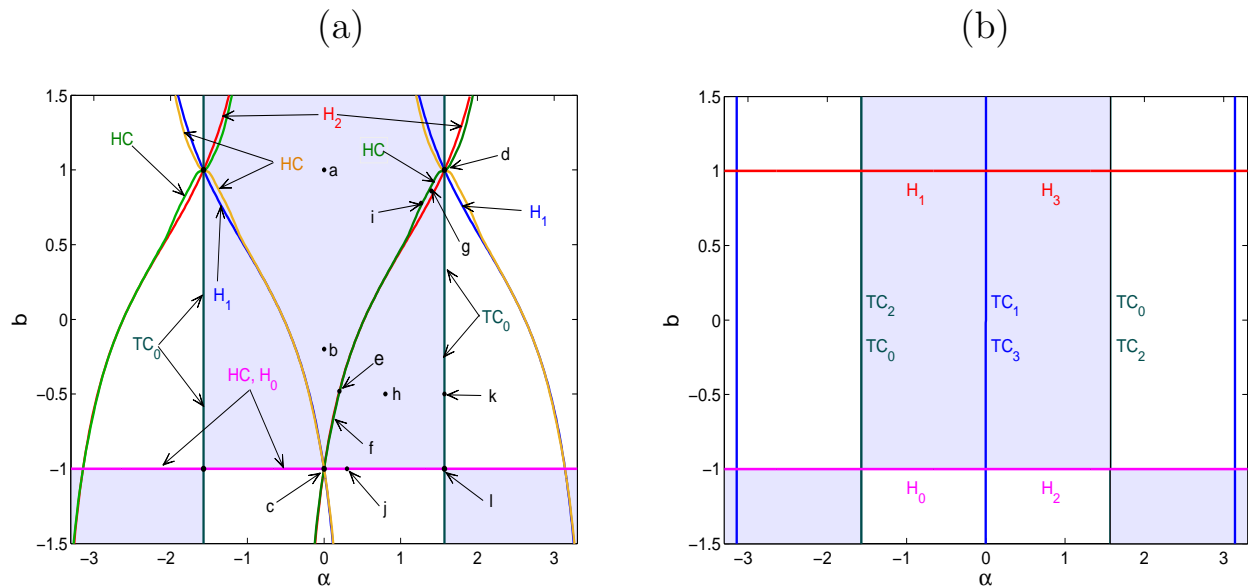 (a)
(b)
1.5
1
0.5
0
−0.5
−1
−1.5
b
−3
−2
−1
0
1
2
3
α
HC
HC
H2
HC
H1
H1
TC0
TC0
HC, H0
a
b
c
d
e
f
g
h
i
j
k
l
1.5
1
0.5
0
−0.5
−1
−1.5
b
−3
−2
−1
0
1
2
3
α
H1
H3
TC2
TC1
TC0
TC0
TC3
TC2
H0
H2